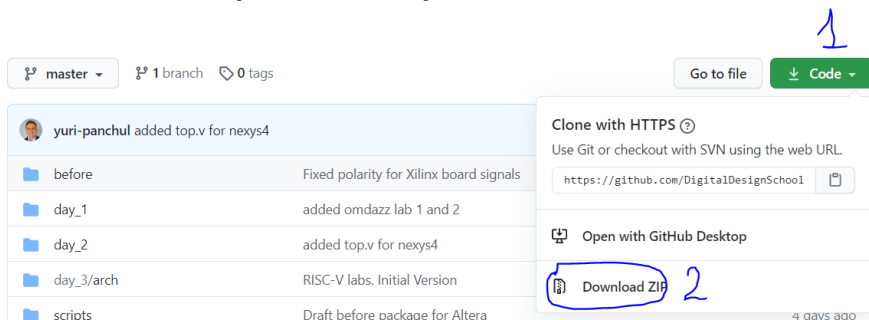 1
master 1 branch 0 tags Go to file Code
yuri-panchul added top.v for nexys4
Clone with HTTPS
Use Git or checkout with SVN using the web URL.
https://github.com/DigitalDesignSchool
before Fixed polarity for Xilinx board signals
day_1 added omdazz lab 1 and 2
day_2 added top.v for nexys4
Open with GitHub Desktop
day_3/arch RISC-V labs. Initial Version
Download ZIP 2
scripts Draft before package for Altera 4 days ago